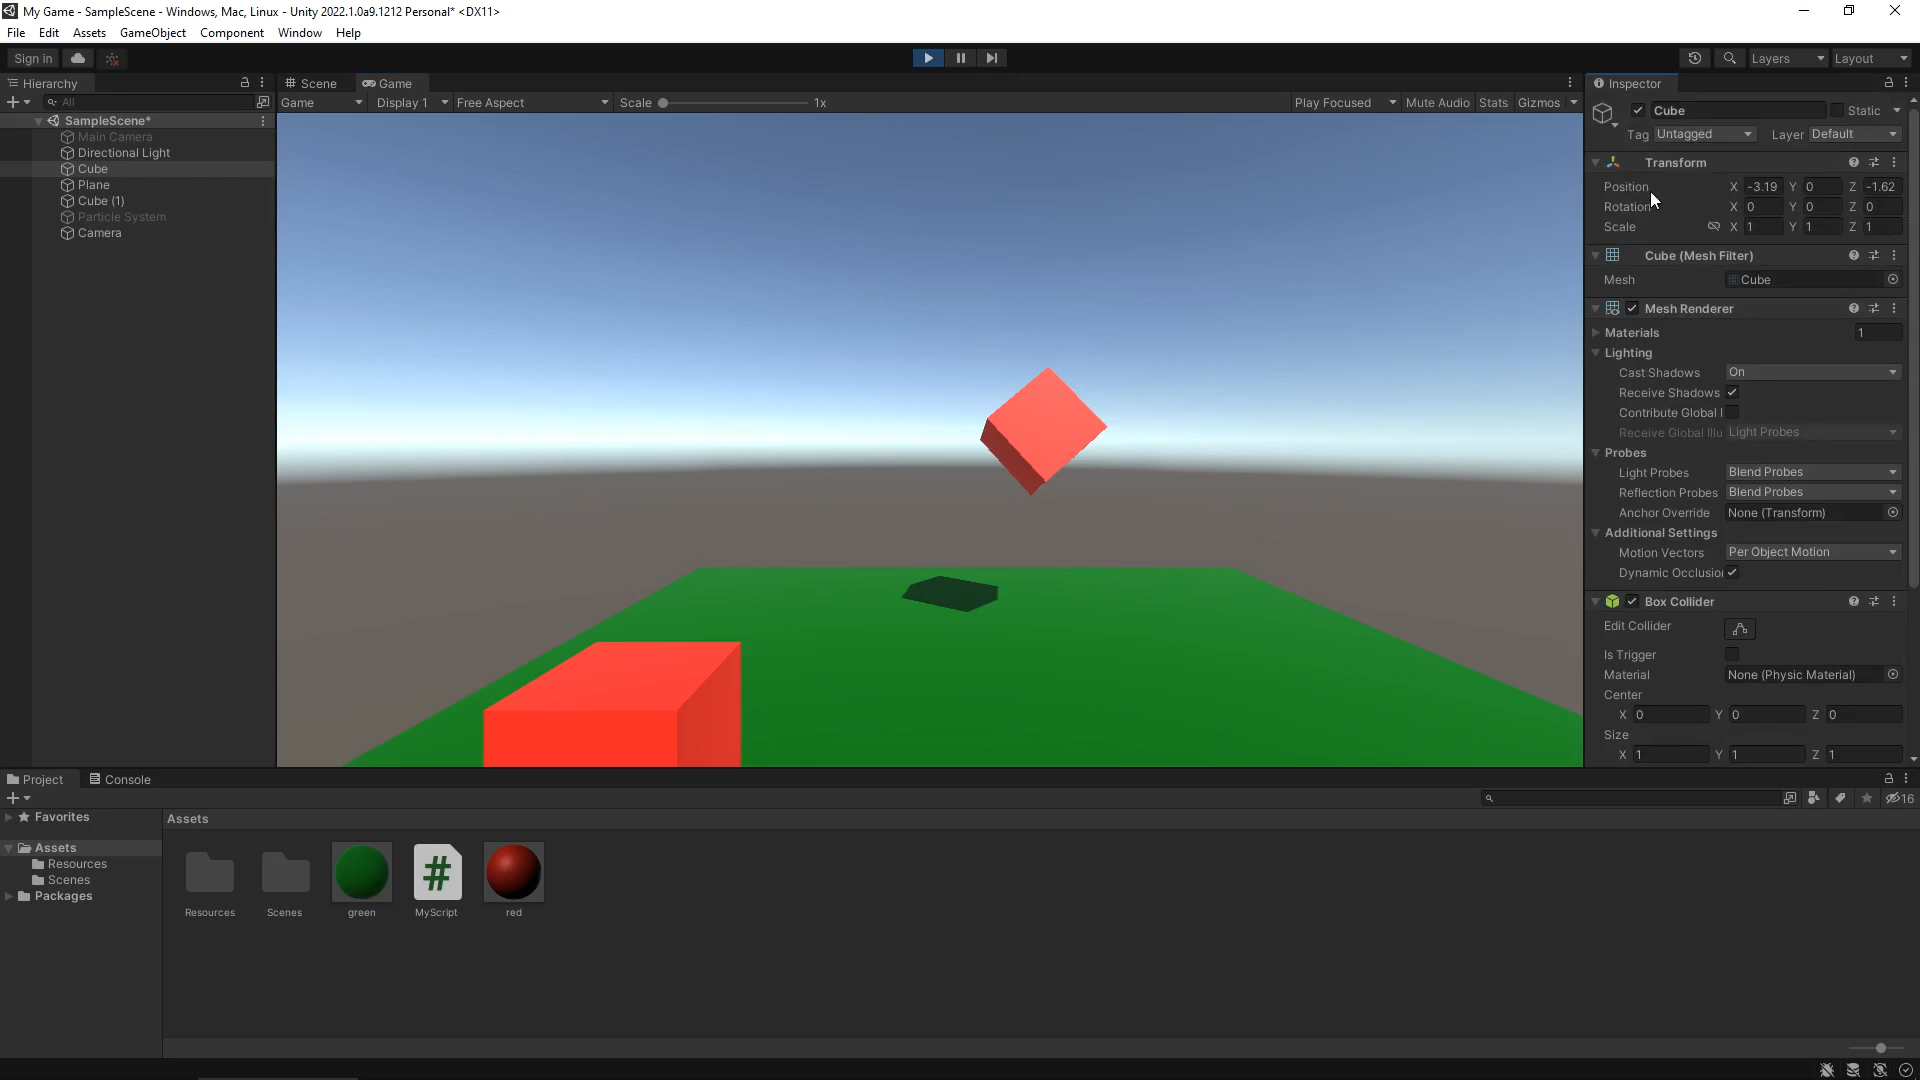 My Game - SampleScene - Windows, Mac, Linux - Unity 2022.1.0a9.1212 Personal* <DX11>
File Edit Assets GameObject Component Window Help
Sign in
Layers Layout
Hierarchy
Scene Game
Inspector
All
Game Display 1 Free Aspect Scale 1x Play Focused Mute Audio Stats Gizmos
Cube Static
SampleScene*
Main Camera
Directional Light
Cube
Plane
Cube (1)
Particle System
Camera
Tag Untagged Layer Default
Transform
Position X -3.19 Y 0 Z -1.62
Rotation X 0 Y 0 Z 0
Scale X 1 Y 1 Z 1
Cube (Mesh Filter)
Mesh Cube
Mesh Renderer
Materials 1
Lighting
Cast Shadows On
Receive Shadows
Contribute Global I
Receive Global Illu Light Probes
Probes
Light Probes Blend Probes
Reflection Probes Blend Probes
Anchor Override None (Transform)
Additional Settings
Motion Vectors Per Object Motion
Dynamic Occlusio
Box Collider
Edit Collider
Is Trigger
Material None (Physic Material)
Center
X 0 Y 0 Z 0
Size
X 1 Y 1 Z 1
Project Console
16
Favorites
Assets
Resources
Scenes
Packages
Assets
Resources Scenes green MyScript red